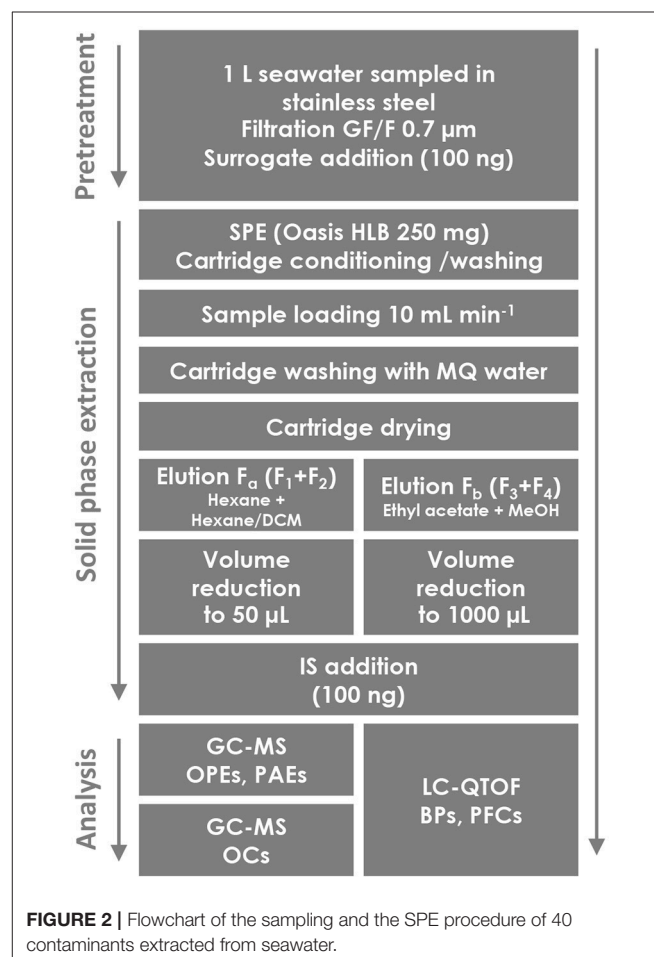 Pretreatment
1 L seawater sampled in
stainless steel
Filtration GF/F 0.7 µm
Surrogate addition (100 ng)
Solid phase extraction
SPE (Oasis HLB 250 mg)
Cartridge conditioning /washing
Sample loading 10 mL min⁻¹
Cartridge washing with MQ water
Cartridge drying
Elution Fₐ (F₁+F₂)
Hexane +
Hexane/DCM
Elution F_b (F₃+F₄)
Ethyl acetate + MeOH
Volume
reduction
to 50 µL
Volume
reduction
to 1000 µL
IS addition
(100 ng)
Analysis
GC-MS
OPEs, PAEs
GC-MS
OCs
LC-QTOF
BPs, PFCs
FIGURE 2 | Flowchart of the sampling and the SPE procedure of 40
contaminants extracted from seawater.